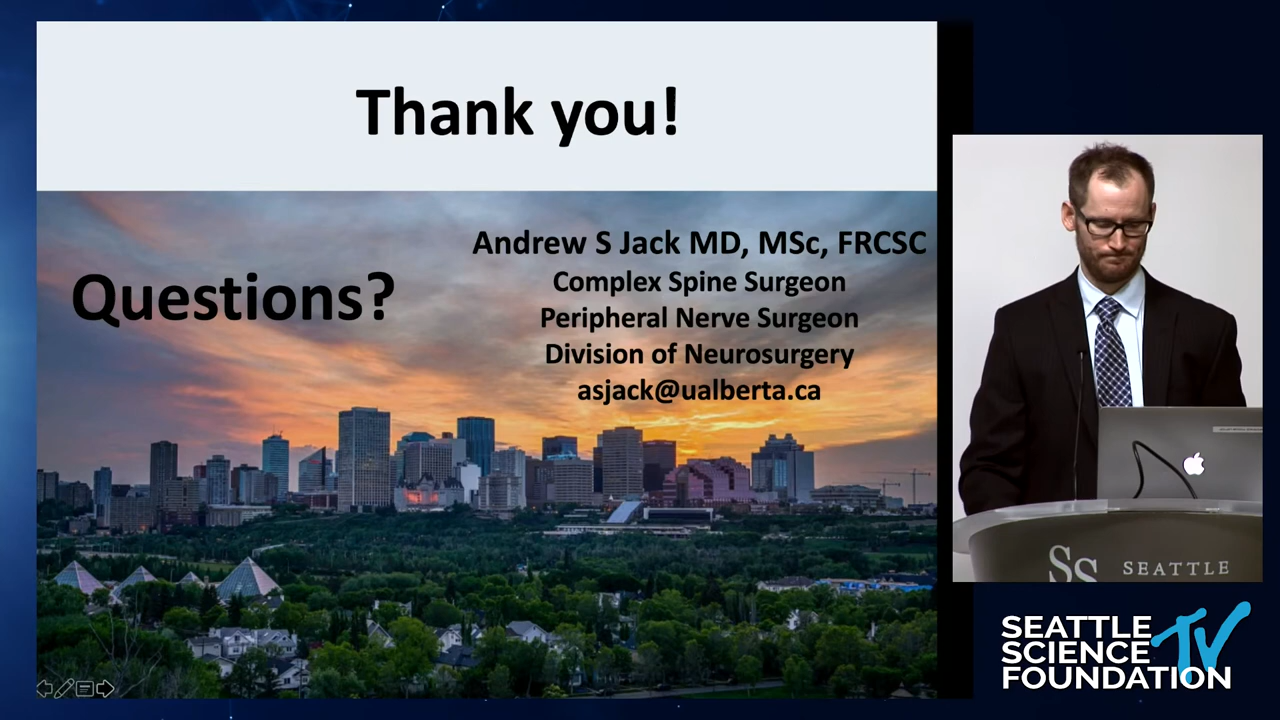 Thank you!
Questions?
Andrew S Jack MD, MSc, FRCSC
Complex Spine Surgeon
Peripheral Nerve Surgeon
Division of Neurosurgery
asjack@ualberta.ca
SS SEATTLE
SEATTLE
SCIENCE TV
FOUNDATION